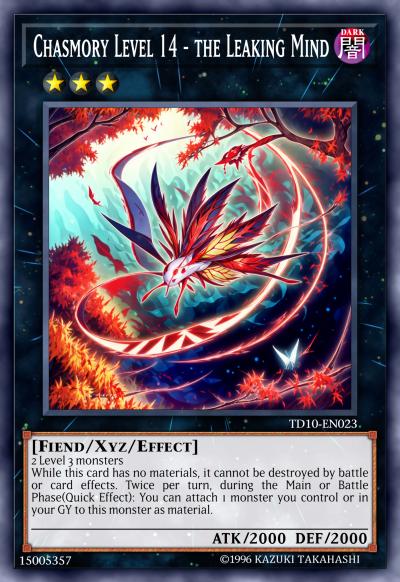 Chasmory Level 14 - the Leaking Mind
DARK
闇
TD10-EN023
[Fiend/Xyz/Effect]
2 Level 3 monsters
While this card has no materials, it cannot be destroyed by battle
or card effects. Twice per turn, during the Main or Battle
Phase(Quick Effect): You can attach 1 monster you control or in
your GY to this monster as material.
ATK/2000 DEF/2000
15005357
©1996 KAZUKI TAKAHASHI